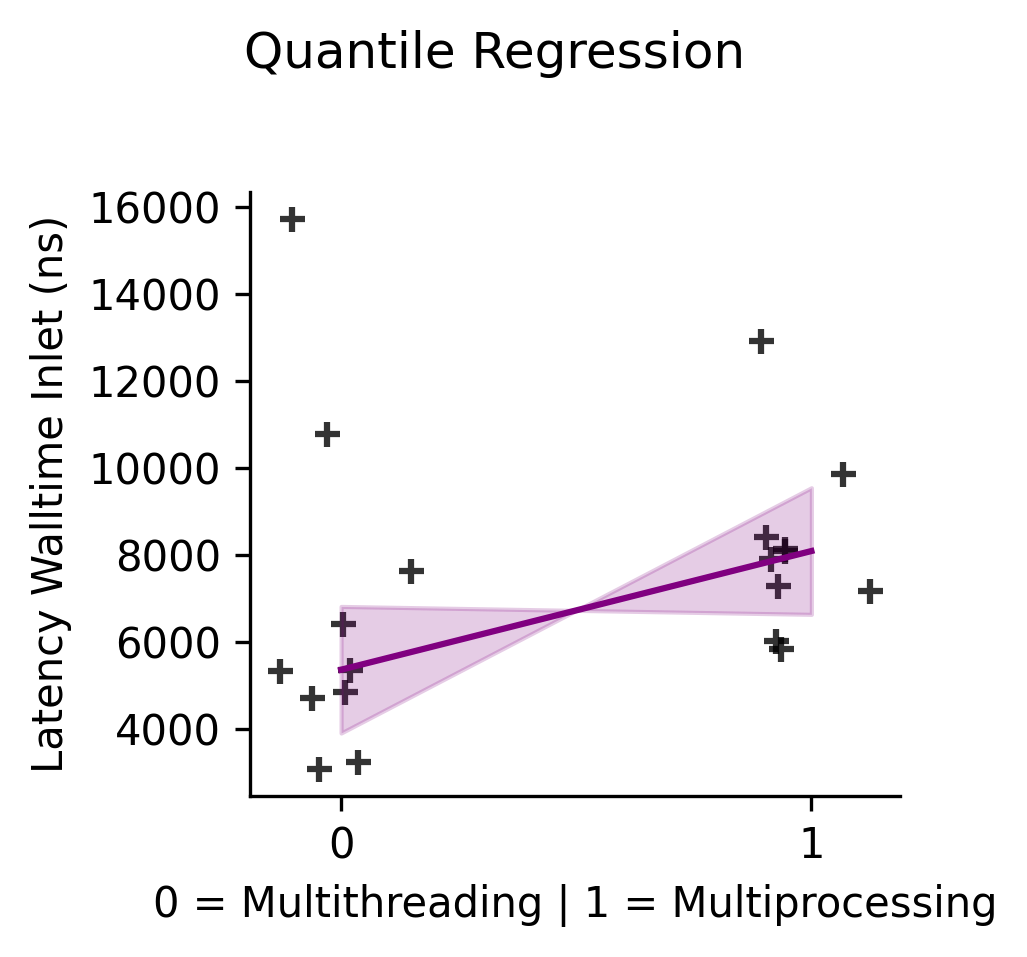 Quantile Regression
Latency Walltime Inlet (ns)
16000
14000
12000
10000
8000
6000
4000
0 1
0 = Multithreading | 1 = Multiprocessing